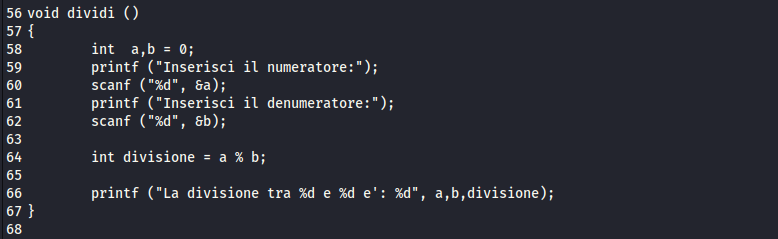 56 void dividi ()
57 {
58         int  a,b = 0;
59         printf ("Inserisci il numeratore:");
60         scanf ("%d", &a);
61         printf ("Inserisci il denumeratore:");
62         scanf ("%d", &b);
63
64         int divisione = a % b;
65
66         printf ("La divisione tra %d e %d e': %d", a,b,divisione);
67 }
68